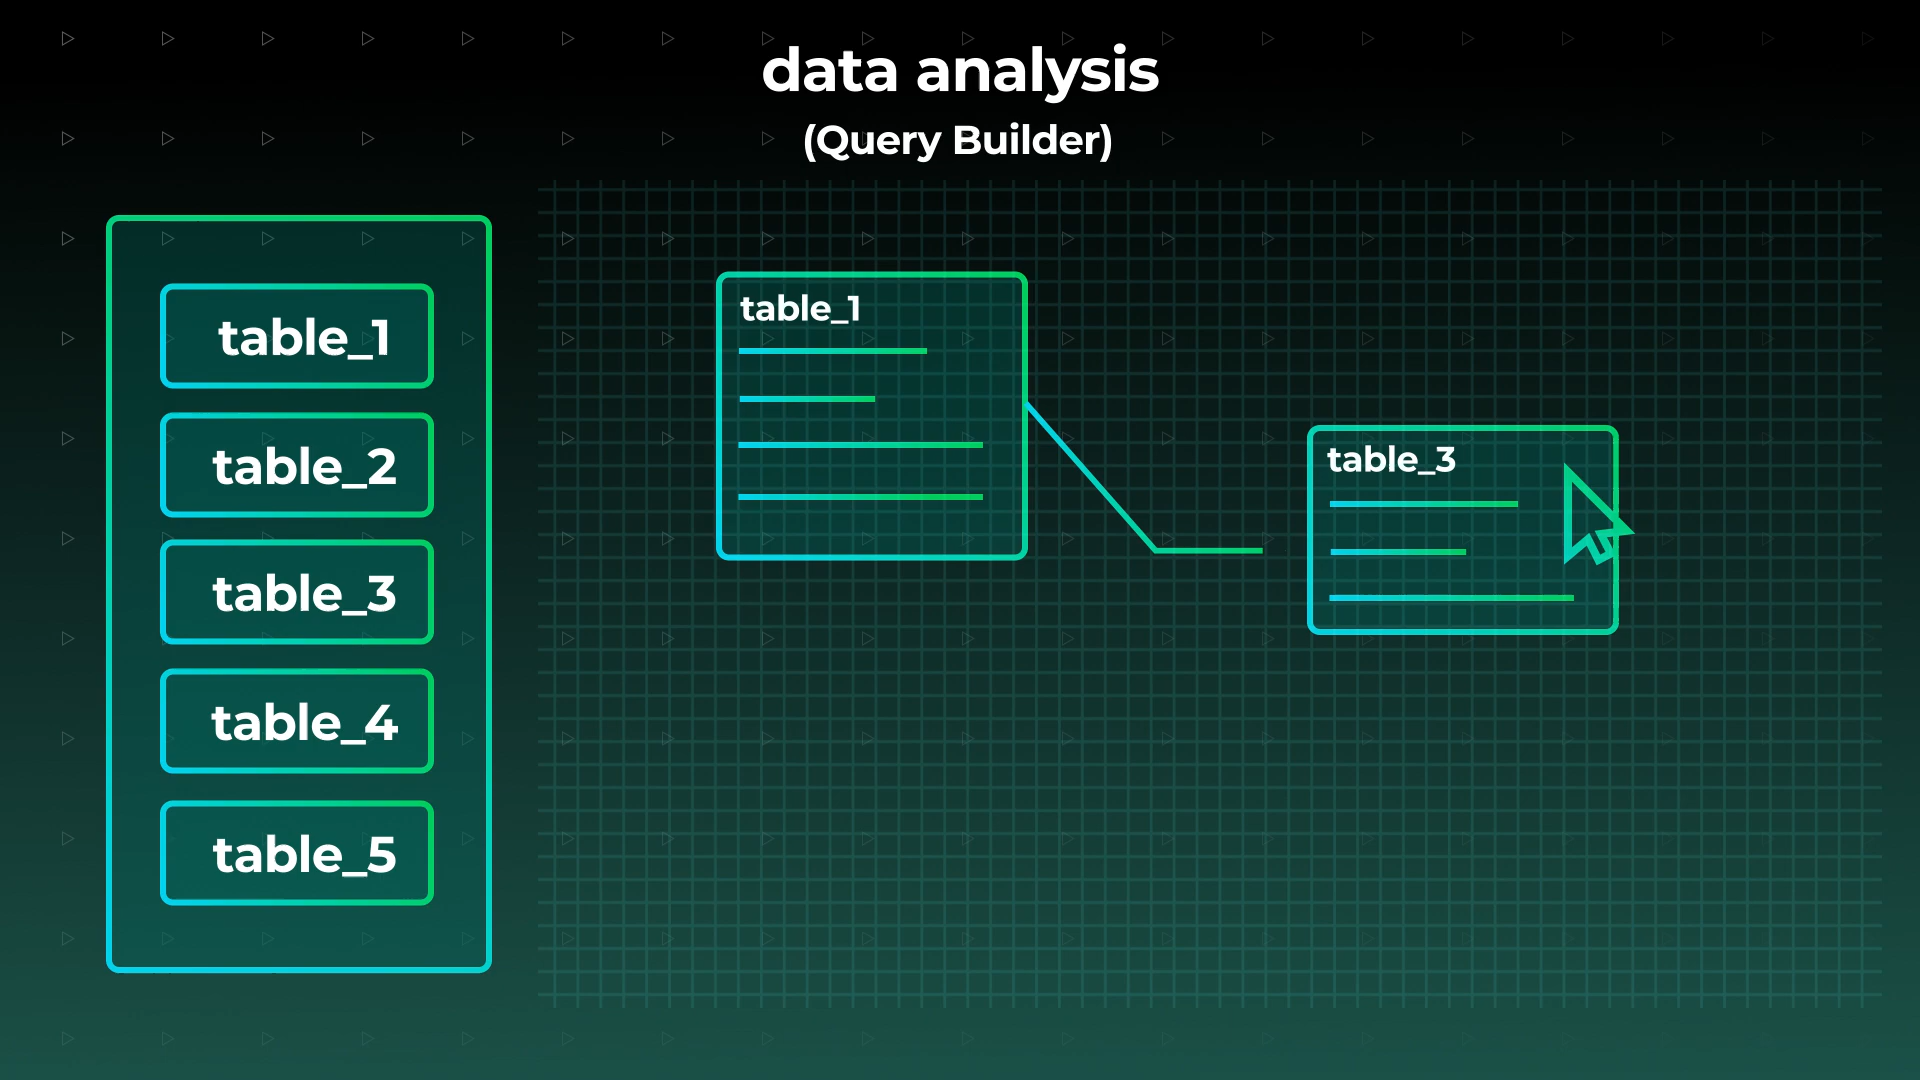 data analysis
(Query Builder)
table_1
table_2
table_3
table_4
table_5
table_1
table_3